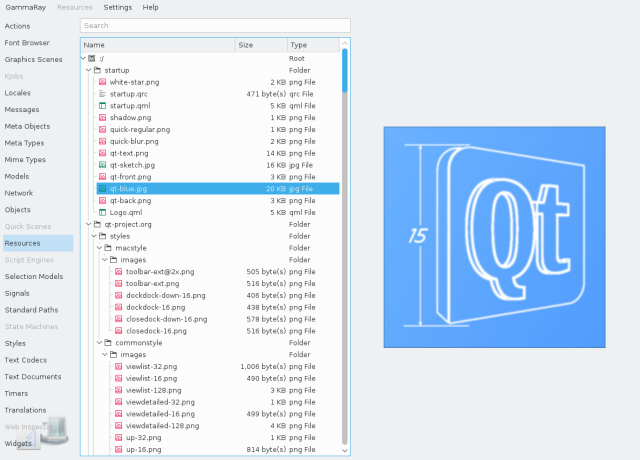 GammaRay Resources Settings Help
Actions
Font Browser
Graphics Scenes
KJobs
Locales
Messages
Meta Objects
Meta Types
Mime Types
Models
Network
Objects
Quick Scenes
Resources
Script Engines
Selection Models
Signals
Standard Paths
State Machines
Styles
Text Codecs
Text Documents
Timers
Translations
Web Inspector
Widgets
Search
Name Size Type
:/ Root
startup Folder
white-star.png 2 KB png File
startup.qrc 471 byte(s) qrc File
startup.qml 5 KB qml File
shadow.png 1 KB png File
quick-regular.png 1 KB png File
quick-blur.png 2 KB png File
qt-text.png 14 KB png File
qt-sketch.jpg 16 KB jpg File
qt-front.png 3 KB png File
qt-blue.jpg 20 KB jpg File
qt-back.png 3 KB png File
Logo.qml 5 KB qml File
qt-project.org Folder
styles Folder
macstyle Folder
images Folder
toolbar-ext@2x.png 505 byte(s) png File
toolbar-ext.png 516 byte(s) png File
dockdock-down-16.png 406 byte(s) png File
dockdock-16.png 438 byte(s) png File
closedock-down-16.png 578 byte(s) png File
closedock-16.png 516 byte(s) png File
commonstyle Folder
images Folder
viewlist-32.png 1,006 byte(s) png File
viewlist-16.png 490 byte(s) png File
viewlist-128.png 3 KB png File
viewdetailed-32.png 1 KB png File
viewdetailed-16.png 499 byte(s) png File
viewdetailed-128.png 4 KB png File
up-32.png 1 KB png File
up-16.png 814 byte(s) png File
15
Qt